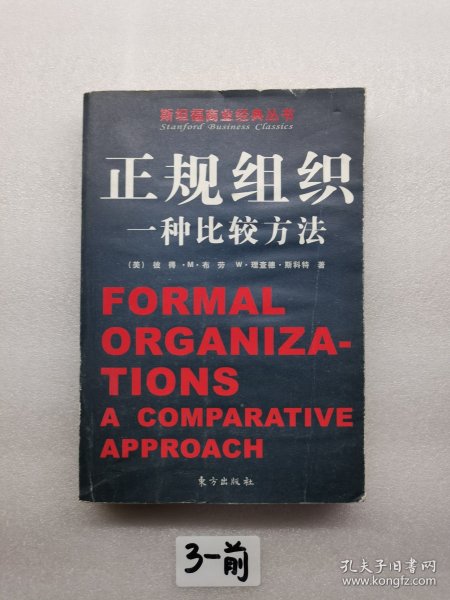 斯坦福商业经典丛书
Stanford Business Classics
正规组织
一种比较方法
(美) 彼得·M·布劳 W·理查德·斯科特 著
FORMAL
ORGANIZA-
TIONS
A COMPARATIVE
APPROACH
东方出版社
3-前
孔夫子旧书网
www.kongfz.com